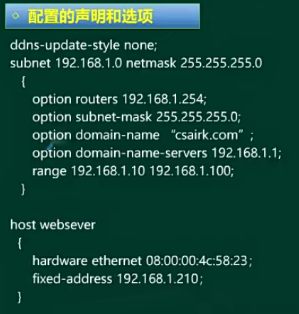 配置的声明和选项
ddns-update-style none;
subnet 192.168.1.0 netmask 255.255.255.0
{
option routers 192.168.1.254;
option subnet-mask 255.255.255.0;
option domain-name “csairk.com”;
option domain-name-servers 192.168.1.1;
range 192.168.1.10 192.168.1.100;
}
host websever
{
hardware ethernet 08:00:00:4c:58:23;
fixed-address 192.168.1.210;
}